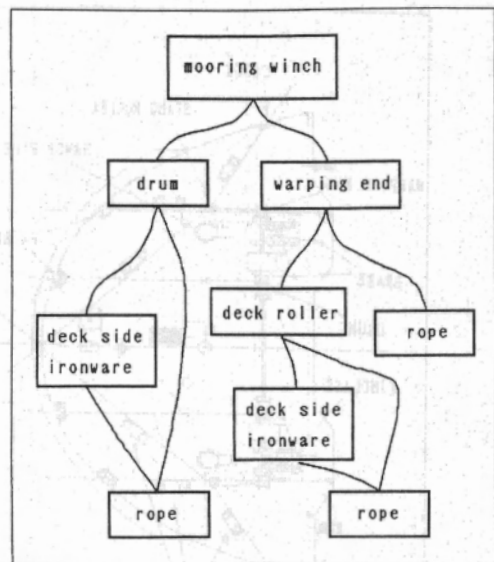 mooring winch
drum
warping end
deck roller
rope
deck side
ironware
deck side
ironware
rope
rope